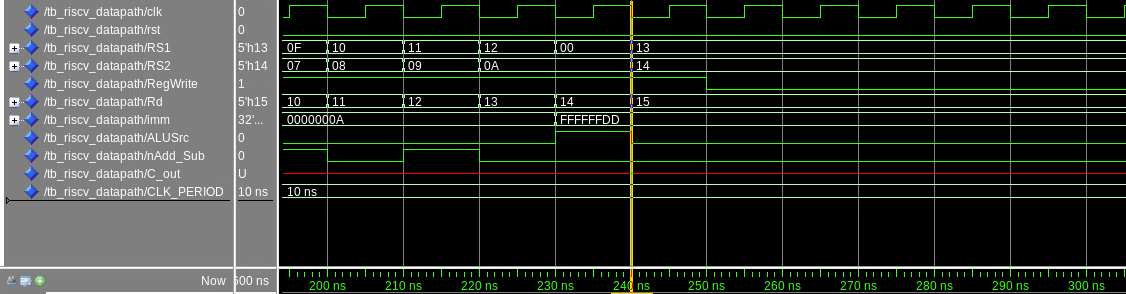 /tb_riscv_datapath/clk 0
/tb_riscv_datapath/rst 0
/tb_riscv_datapath/RS1 5'h13 0F 10 11 12 00 13
/tb_riscv_datapath/RS2 5'h14 07 08 09 0A 14
/tb_riscv_datapath/RegWrite 1
/tb_riscv_datapath/Rd 5'h15 10 11 12 13 14 15
/tb_riscv_datapath/imm 32'... 0000000A FFFFFFDD
/tb_riscv_datapath/ALUSrc 0
/tb_riscv_datapath/nAdd_Sub 0
/tb_riscv_datapath/C_out U
/tb_riscv_datapath/CLK_PERIOD 10 ns 10 ns
Now 600 ns 200 ns 210 ns 220 ns 230 ns 240 ns 250 ns 260 ns 270 ns 280 ns 290 ns 300 ns